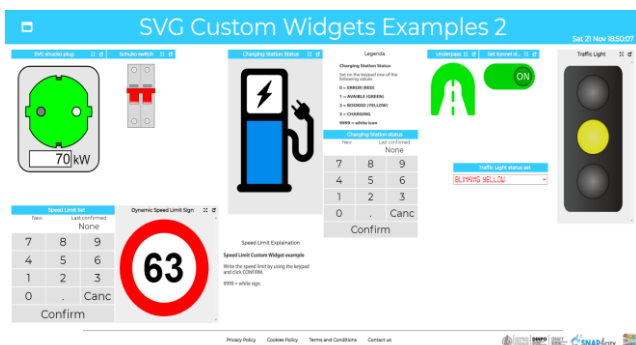 SVG Custom Widgets Examples 2
Sat 21 Nov 18:50:07
SVG shucko plug
Schuko switch
Charging Station Status
Legenda
Underpass
Set tunnel st...
Traffic Light
Charging Station Status
Set on the keypad one of the
following values
0 = ERROR (RED)
1 = AVAIBLE (GREEN)
2 = BOOKED (YELLOW)
3 = CHARGING
9999 = white icon
ON
70 kW
Charging Station status
New
Last confirmed
None
7 8 9
4 5 6
1 2 3
0 . Canc
Confirm
Traffic Light status set
BLINKING YELLOW
Speed Limit Set
New
Last confirmed
None
7 8 9
4 5 6
1 2 3
0 . Canc
Confirm
Dynamic Speed Limit Sign
63
Speed Limit Explaination
Speed Limit Custom Widget example
Write the speed limit by using the keypad
and click CONFIRM.
9999 = white sign.
Privacy Policy Cookies Policy Terms and Conditions Contact us
DINFO
SNAP4CITY